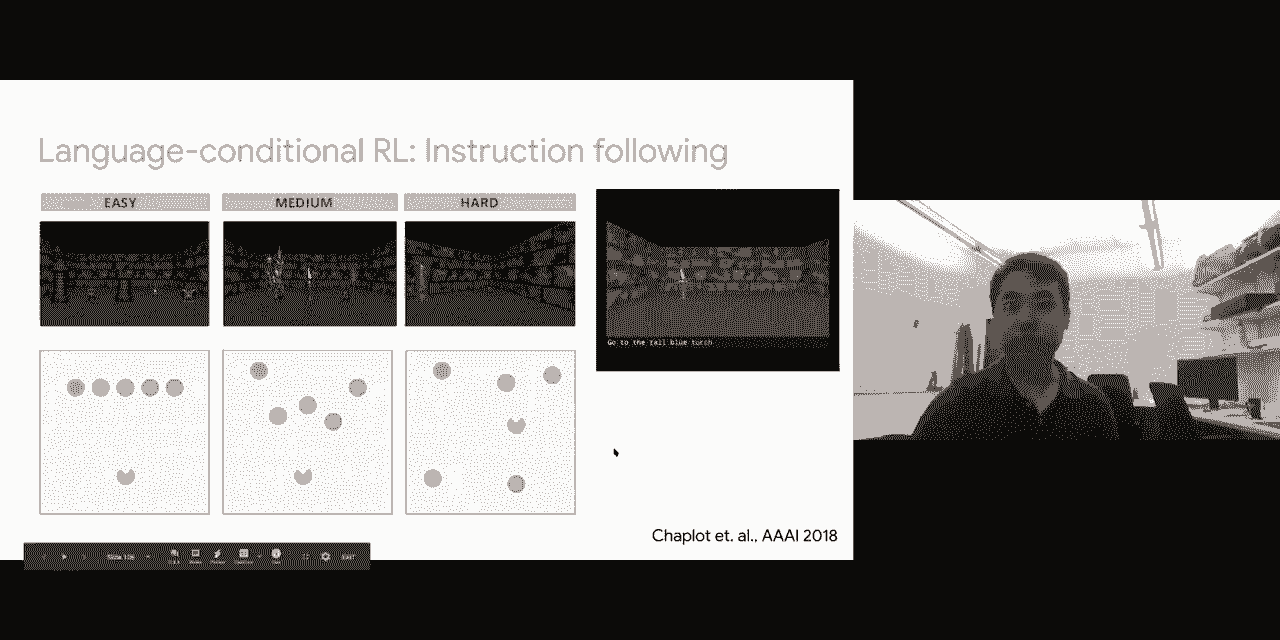 Language-conditional RL: Instruction following
EASY
MEDIUM
HARD
Go to the tall blue torch
Chaplot et. al., AAAI 2018